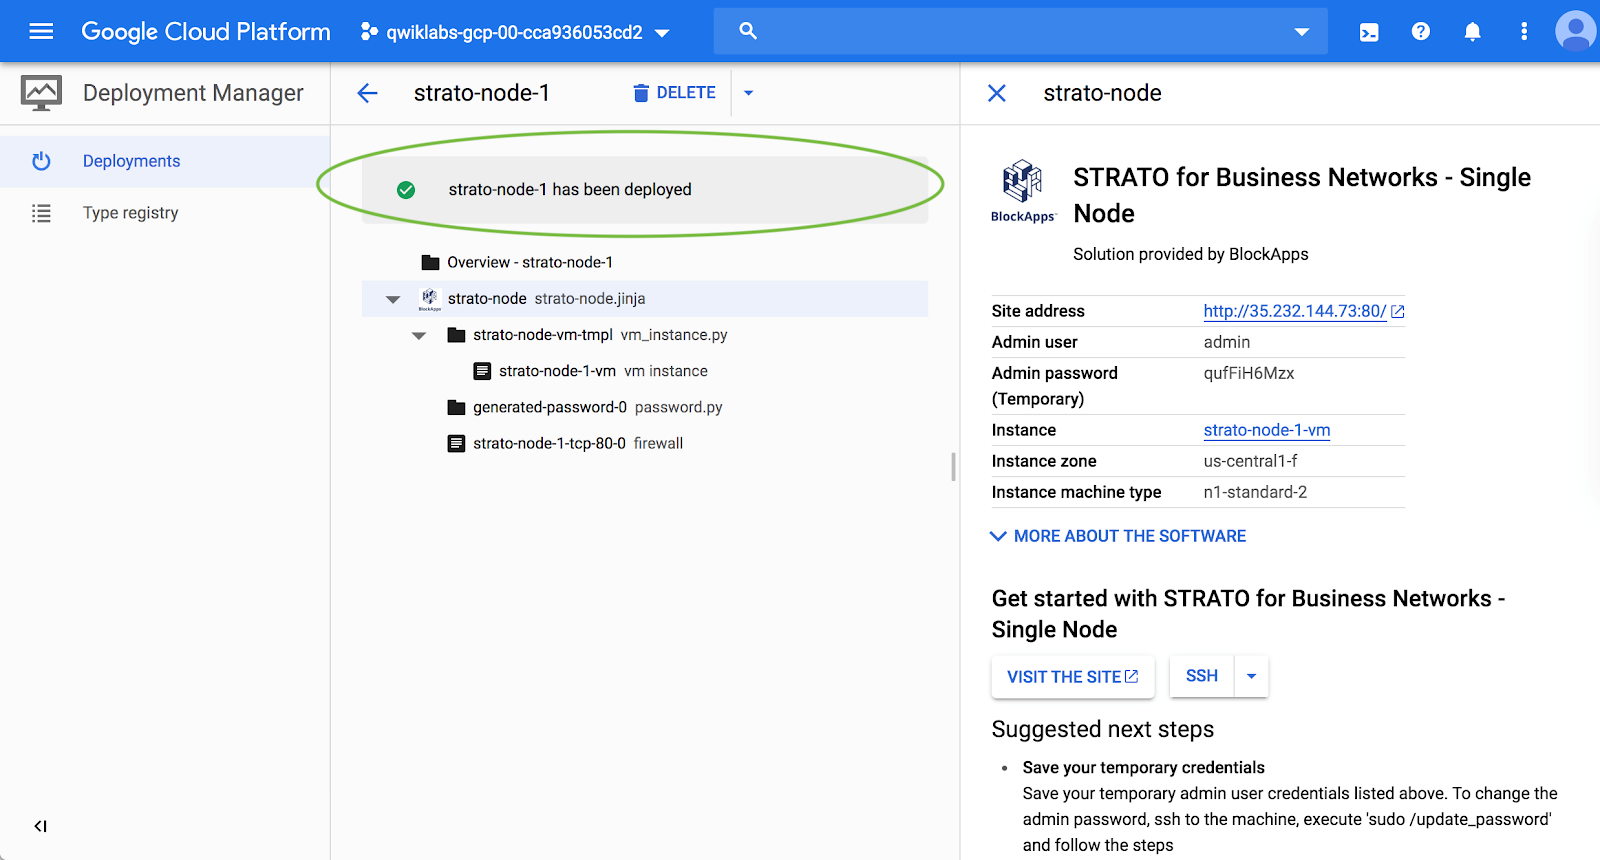 Google Cloud Platform
qwiklabs-gcp-00-cca936053cd2
Deployment Manager
Deployments
Type registry
strato-node-1
DELETE
strato-node-1 has been deployed
Overview - strato-node-1
BlockApps
strato-node strato-node.jinja
strato-node-vm-tmpl vm_instance.py
strato-node-1-vm vm instance
generated-password-0 password.py
strato-node-1-tcp-80-0 firewall
strato-node
BlockApps
STRATO for Business Networks - Single
Node
Solution provided by BlockApps
Site address http://35.232.144.73:80/
Admin user admin
Admin password qufFiH6Mzx
(Temporary)
Instance strato-node-1-vm
Instance zone us-central1-f
Instance machine type n1-standard-2
MORE ABOUT THE SOFTWARE
Get started with STRATO for Business Networks -
Single Node
VISIT THE SITE
SSH
Suggested next steps
• Save your temporary credentials
Save your temporary admin user credentials listed above. To change the
admin password, ssh to the machine, execute 'sudo /update_password'
and follow the steps